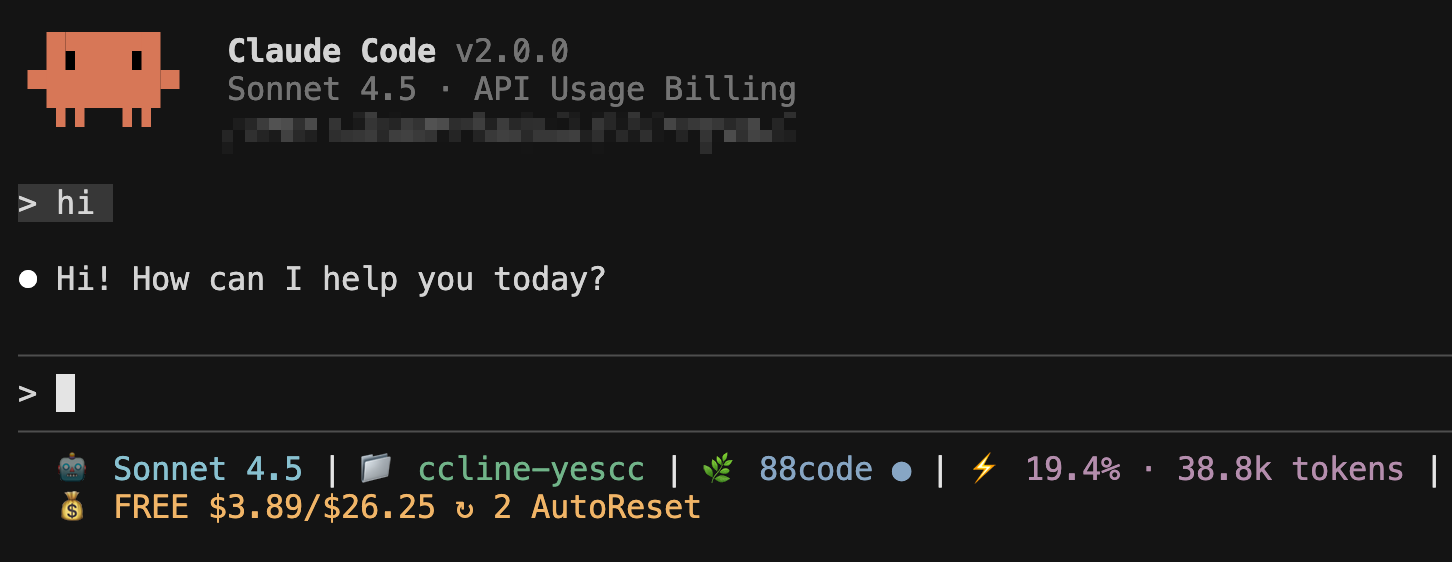 Claude Code v2.0.0
Sonnet 4.5 · API Usage Billing
> hi
● Hi! How can I help you today?
>
🤖 Sonnet 4.5 | 📁 ccline-yescc | 🌿 88code ● | ⚡ 19.4% · 38.8k tokens |
💰 FREE $3.89/$26.25 ↻ 2 AutoReset